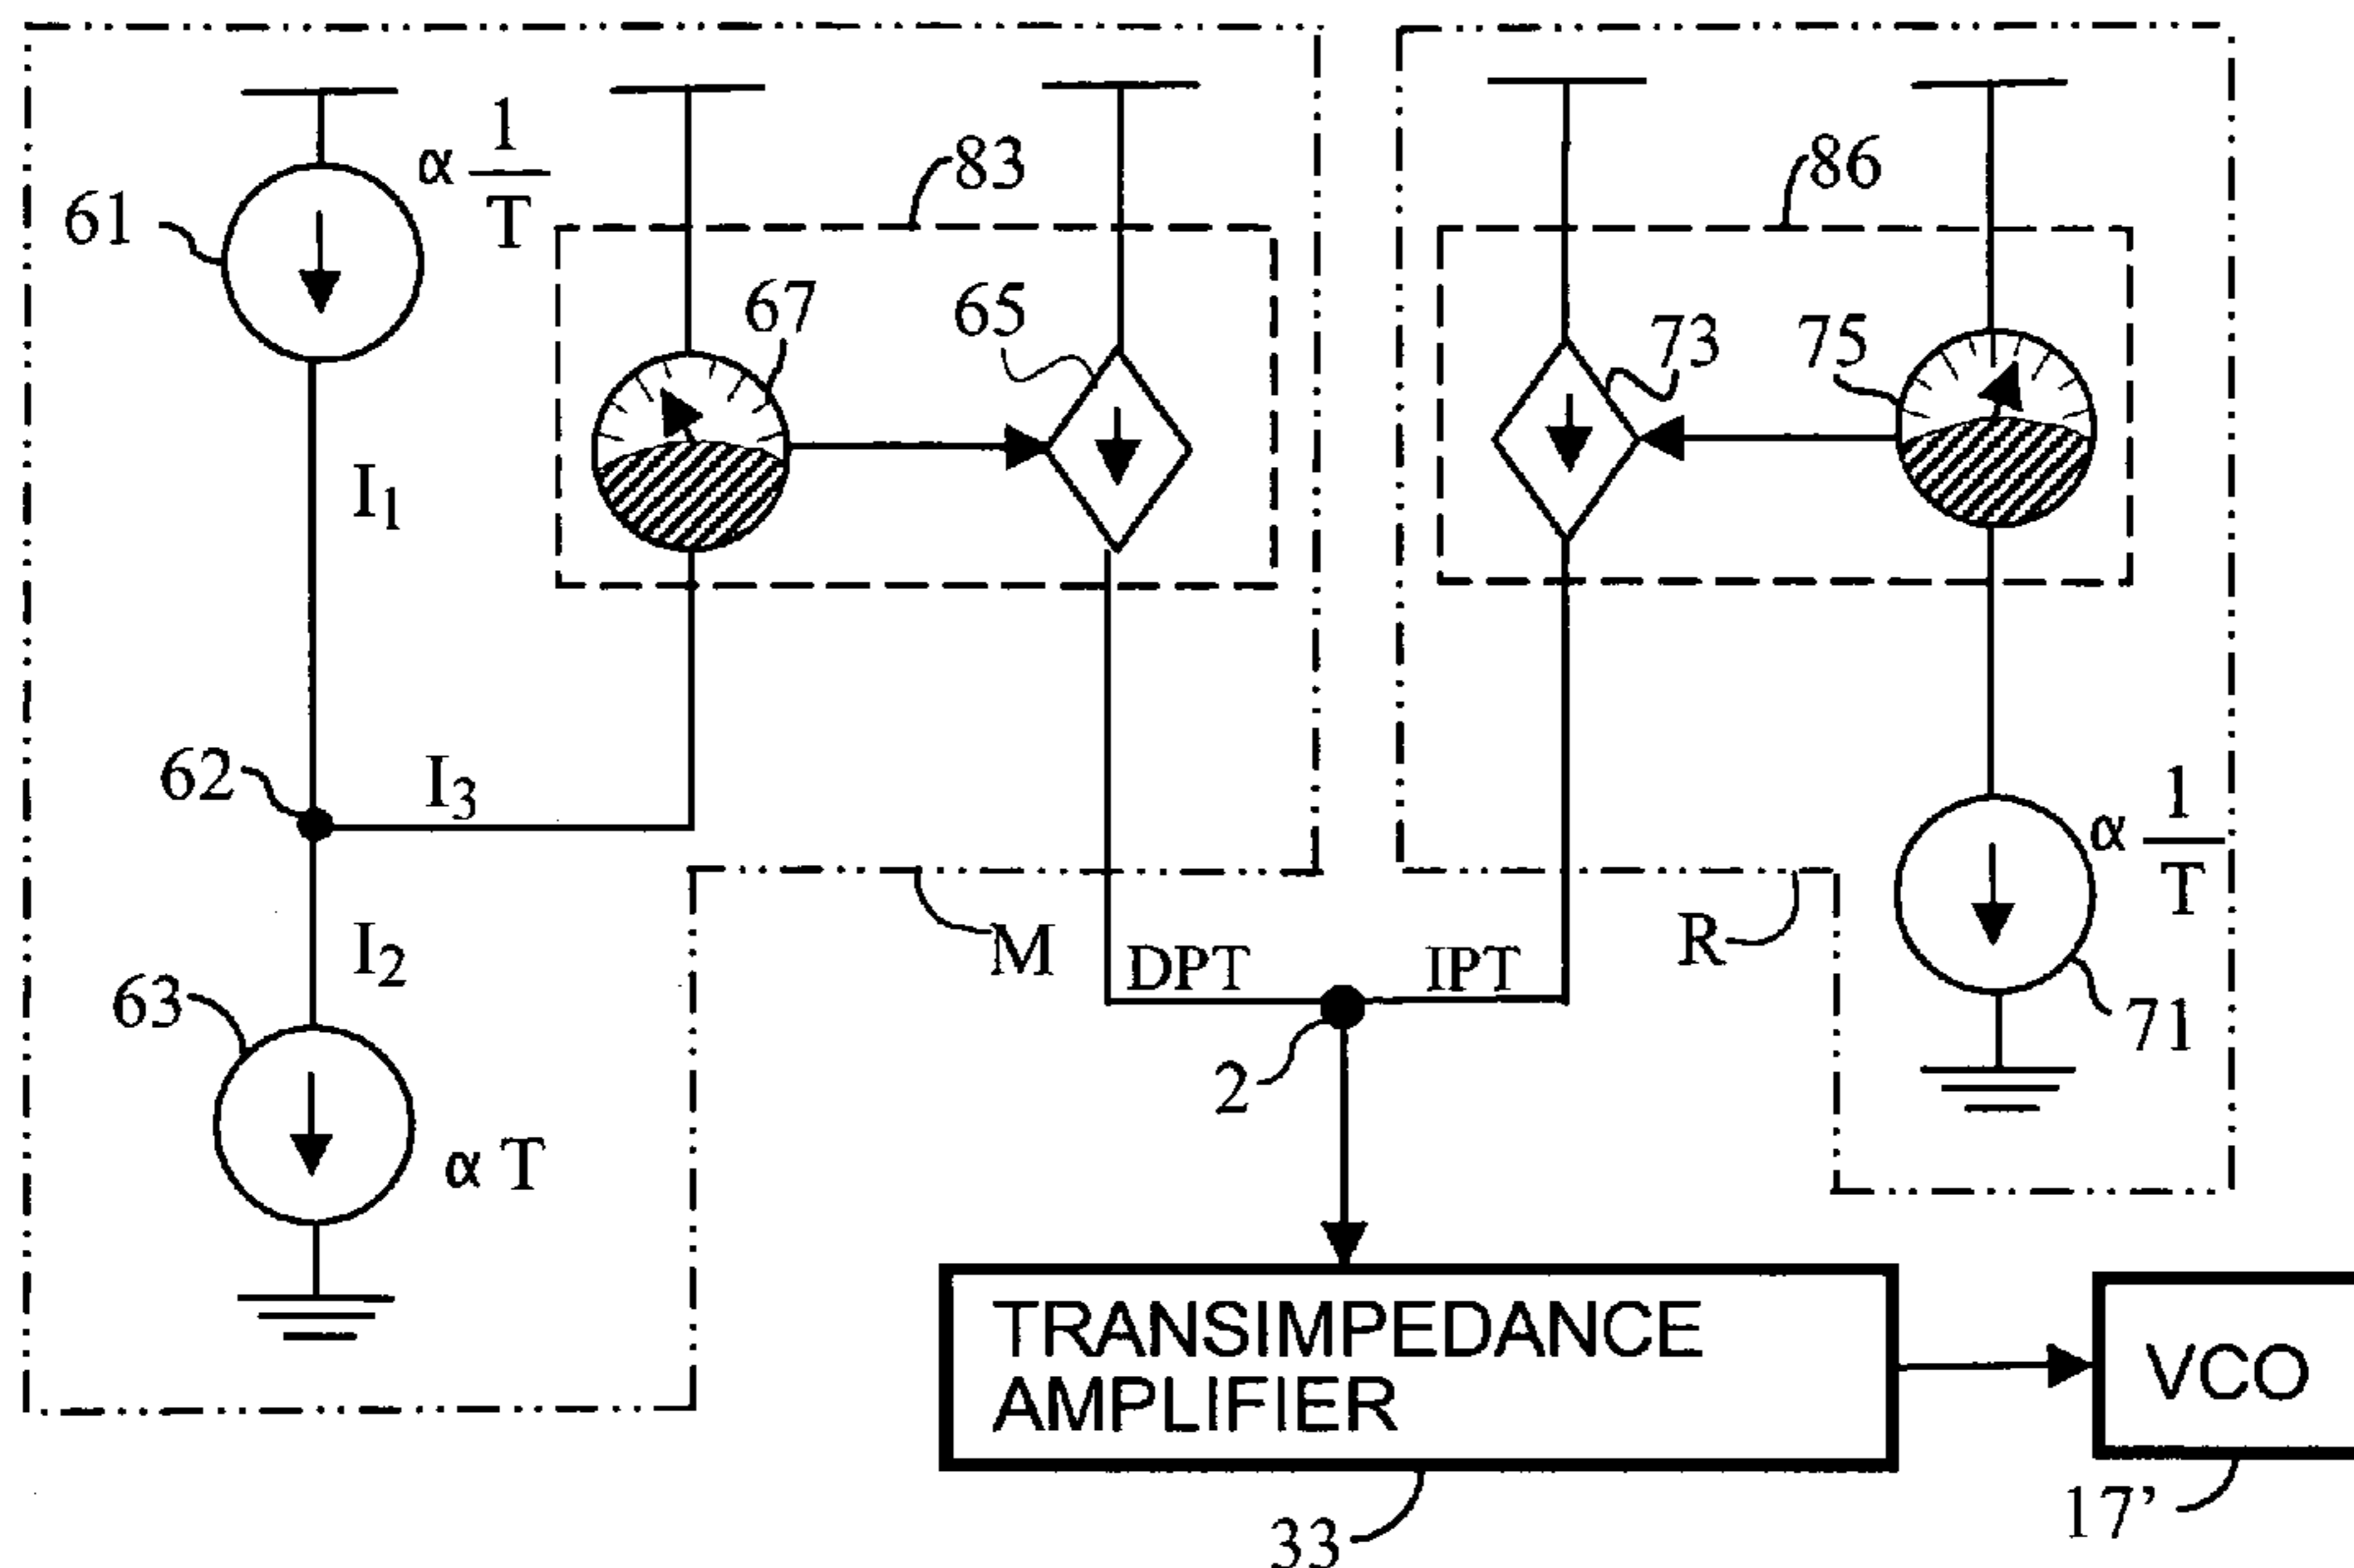 α 1/T
61
83
86
67
65
73
75
I₁
62
I₃
α 1/T
I₂
M
DPT
IPT
R
63
71
2
α T
TRANSIMPEDANCE
AMPLIFIER
VCO
33
17’